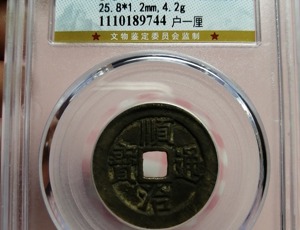 25.8*1.2mm,4.2g
1110189744 户一厘
★ 文物鉴定委员会监制 ★
順治通寶